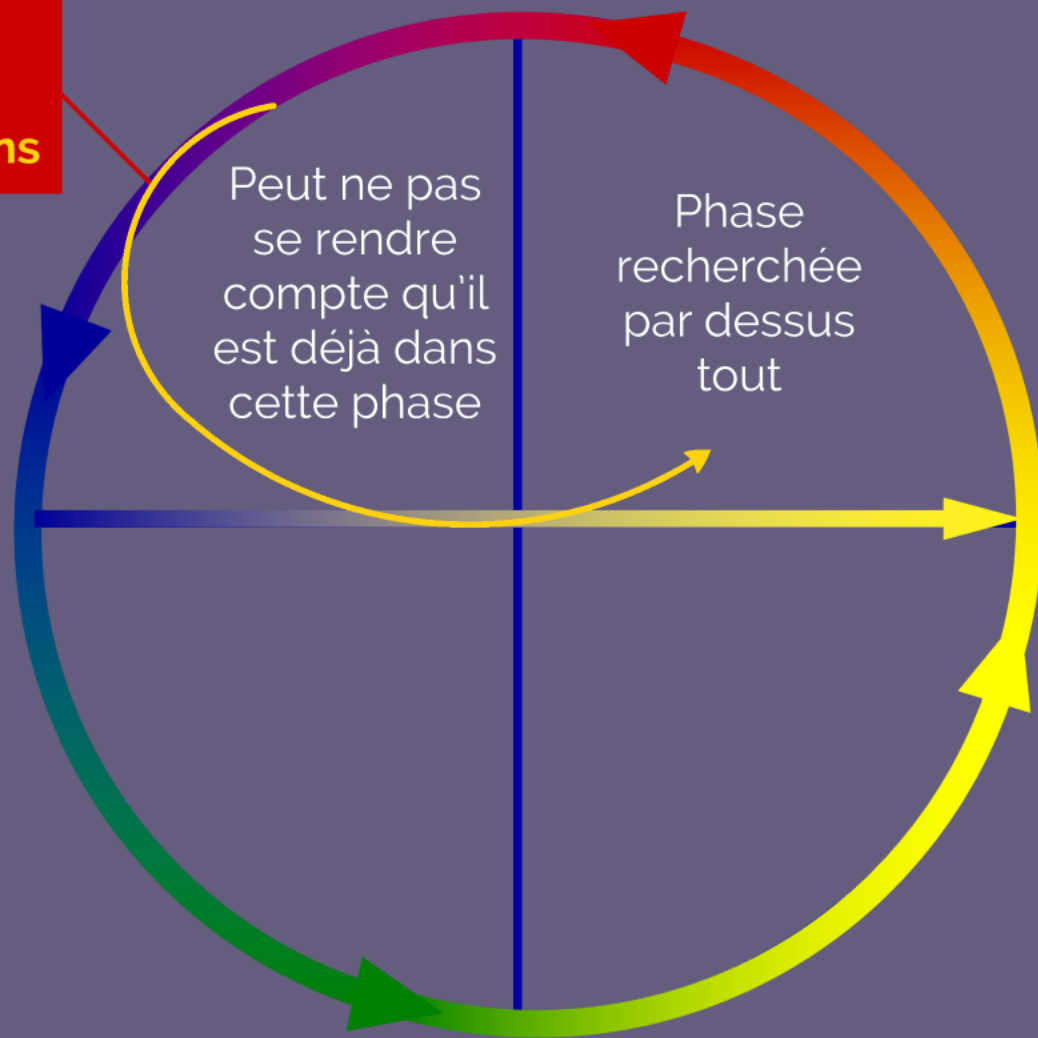 ns
Peut ne pas
se rendre
compte qu'il
est déjà dans
cette phase
Phase
recherchée
par dessus
tout